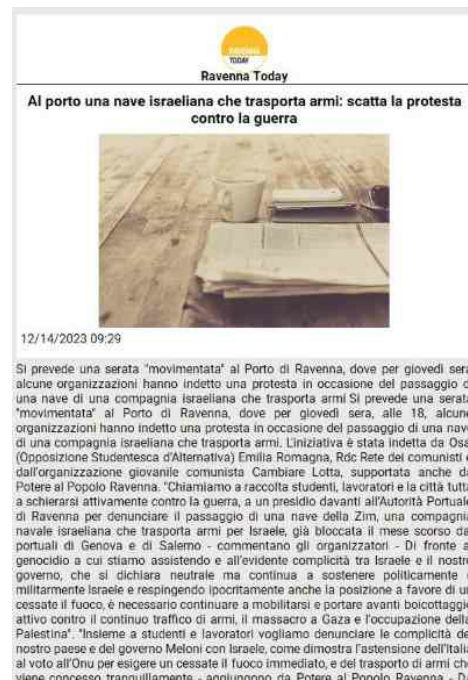 RAVENNA
TODAY
Ravenna Today
Al porto una nave israeliana che trasporta armi: scatta la protesta
contro la guerra
12/14/2023 09:29
Si prevede una serata "movimentata" al Porto di Ravenna, dove per giovedì sera
alcune organizzazioni hanno indetto una protesta in occasione del passaggio
una nave di una compagnia israeliana che trasporta armi Si prevede una serata
"movimentata" al Porto di Ravenna, dove per giovedì sera, alle 18, alcune
organizzazioni hanno indetto una protesta in occasione del passaggio di una nave
di una compagnia israeliana che trasporta armi. L'iniziativa è stata indetta da Osa
(Opposizione Studentesca d'Alternativa) Emilia Romagna, Rdc Rete dei comunisti e
dall'organizzazione giovanile comunista Cambiare Lotta, supportata anche da
Potere al Popolo Ravenna. "Chiamiamo a raccolta studenti, lavoratori e la città tutta
a schierarsi attivamente contro la guerra, a un presidio davanti all'Autorità Portuale
di Ravenna per denunciare il passaggio di una nave della Zim, una compagnia
navale israeliana che trasporta armi per Israele, già bloccata il mese scorso dai
portuali di Genova e di Salerno - commentano gli organizzatori - Di fronte al
genocidio a cui stiamo assistendo e all'evidente complicità tra Israele e il nostro
governo, che si dichiara neutrale ma continua a sostenere politicamente e
militarmente Israele e respingendo ipocritamente anche la posizione a favore di un
cessate il fuoco, è necessario continuare a mobilitarsi e portare avanti boicottaggio
attivo contro il continuo traffico di armi, il massacro a Gaza e l'occupazione della
Palestina". "Insieme a studenti e lavoratori vogliamo denunciare le complicità del
nostro paese e del governo Meloni con Israele, come dimostra l'astensione dell'Italia
al voto all'Onu per esigere un cessate il fuoco immediato, e del trasporto di armi che
viene concesso tranquillamente - aggiungono da Potere al Popolo Ravenna - Di